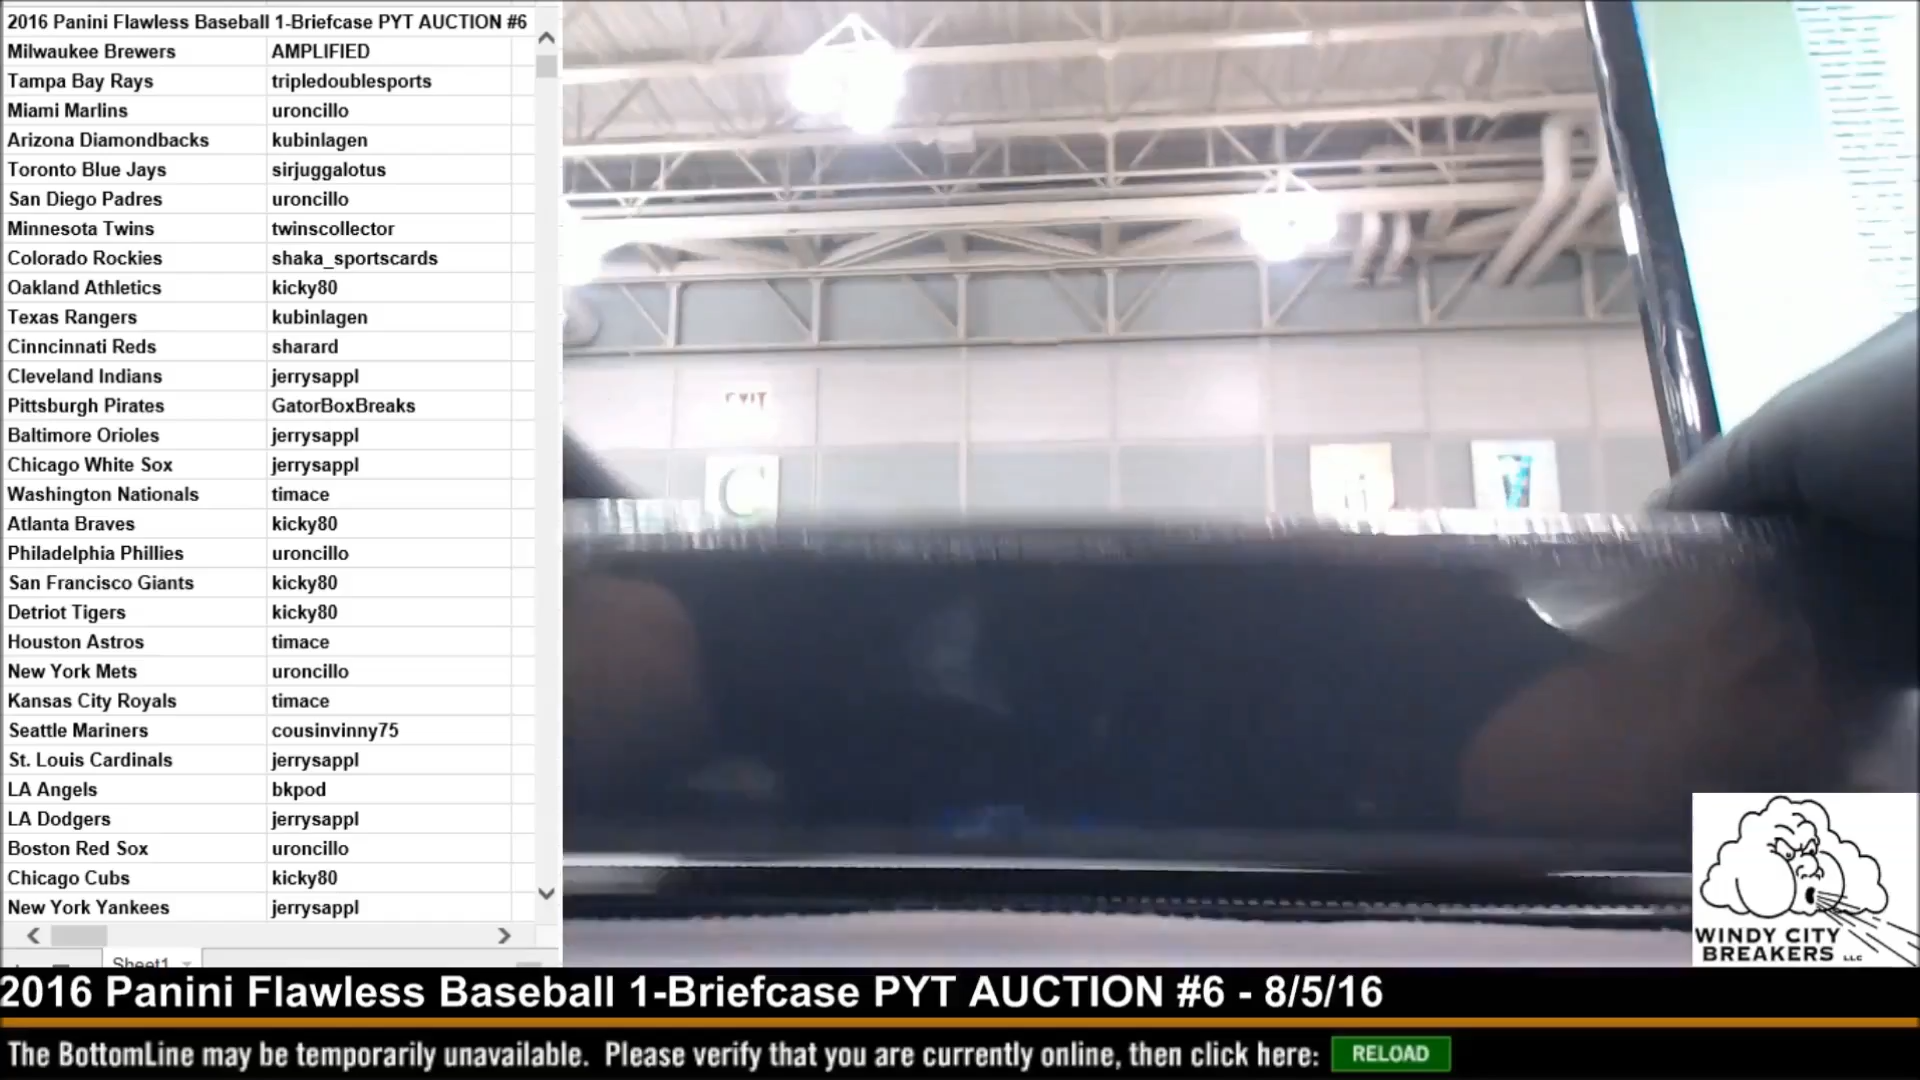 2016 Panini Flawless Baseball 1-Briefcase PYT AUCTION #6
Milwaukee Brewers AMPLIFIED
Tampa Bay Rays tripledoublesports
Miami Marlins uroncillo
Arizona Diamondbacks kubinlagen
Toronto Blue Jays sirjuggalotus
San Diego Padres uroncillo
Minnesota Twins twinscollector
Colorado Rockies shaka_sportscards
Oakland Athletics kicky80
Texas Rangers kubinlagen
Cinncinnati Reds sharard
Cleveland Indians jerrysappl
Pittsburgh Pirates GatorBoxBreaks
Baltimore Orioles jerrysappl
Chicago White Sox jerrysappl
Washington Nationals timace
Atlanta Braves kicky80
Philadelphia Phillies uroncillo
San Francisco Giants kicky80
Detriot Tigers kicky80
Houston Astros timace
New York Mets uroncillo
Kansas City Royals timace
Seattle Mariners cousinvinny75
St. Louis Cardinals jerrysappl
LA Angels bkpod
LA Dodgers jerrysappl
Boston Red Sox uroncillo
Chicago Cubs kicky80
New York Yankees jerrysappl
Sheet1
EXIT
C
WINDY CITY
BREAKERS LLC
2016 Panini Flawless Baseball 1-Briefcase PYT AUCTION #6 - 8/5/16
The BottomLine may be temporarily unavailable. Please verify that you are currently online, then click here: RELOAD